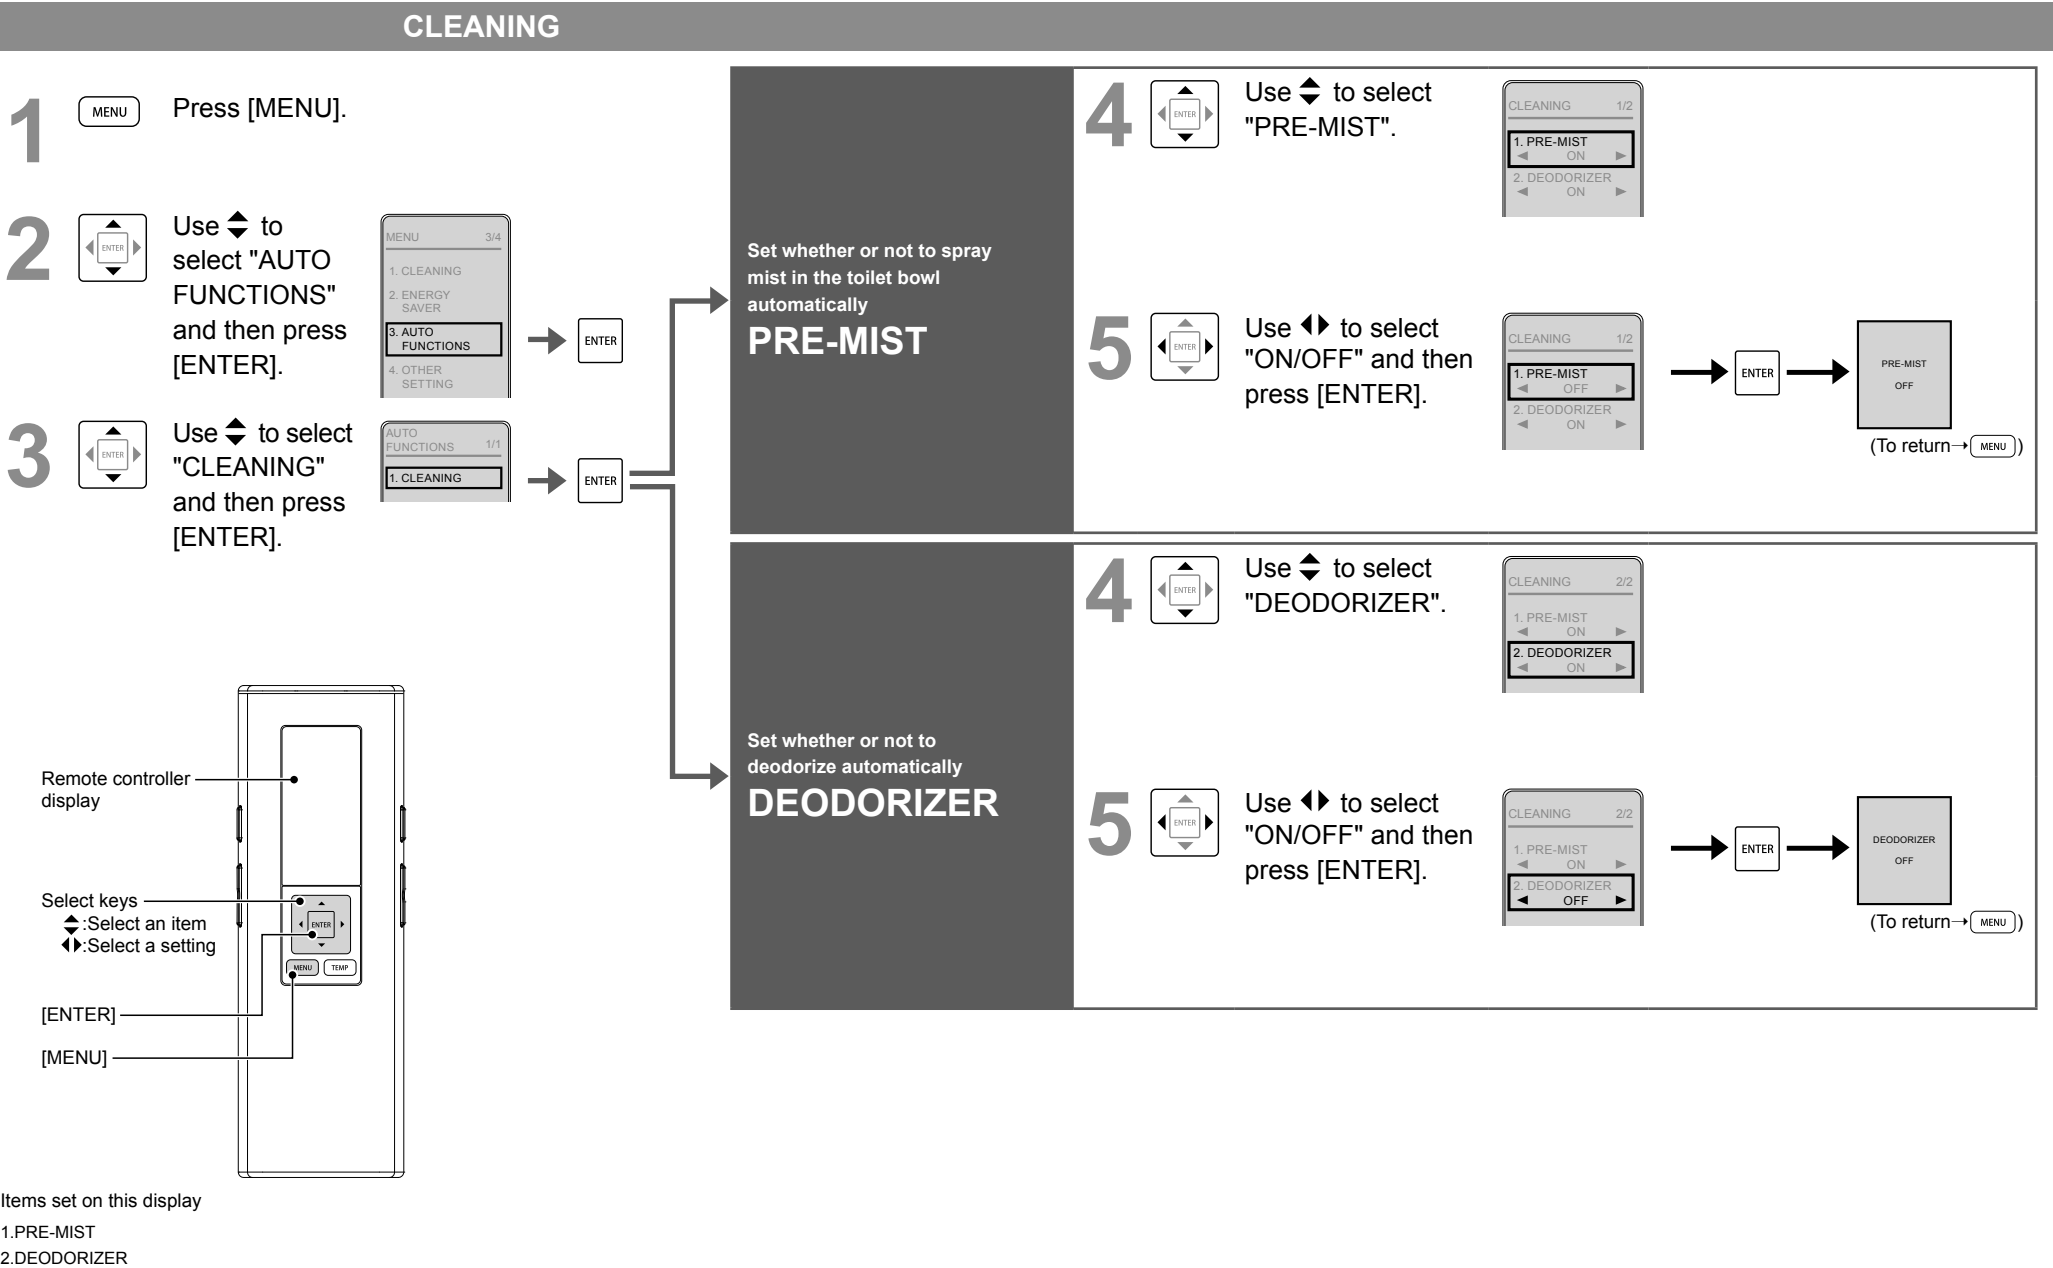 CLEANING
1
MENU
Press [MENU].
2
ENTER
Use to
select "AUTO
FUNCTIONS"
and then press
[ENTER].
MENU 3/4
1. CLEANING
2. ENERGY
SAVER
3. AUTO
FUNCTIONS
4. OTHER
SETTING
ENTER
3
ENTER
Use to select
"CLEANING"
and then press
[ENTER].
AUTO
FUNCTIONS 1/1
1. CLEANING
ENTER
Set whether or not to spray
mist in the toilet bowl
automatically
PRE-MIST
4
ENTER
Use to select
"PRE-MIST".
CLEANING 1/2
1. PRE-MIST
◀ ON ▶
2. DEODORIZER
◀ ON ▶
5
ENTER
Use to select
"ON/OFF" and then
press [ENTER].
CLEANING 1/2
1. PRE-MIST
◀ OFF ▶
2. DEODORIZER
◀ ON ▶
ENTER
PRE-MIST
OFF
(To return→ MENU )
Set whether or not to
deodorize automatically
DEODORIZER
4
ENTER
Use to select
"DEODORIZER".
CLEANING 2/2
1. PRE-MIST
◀ ON ▶
2. DEODORIZER
◀ ON ▶
5
ENTER
Use to select
"ON/OFF" and then
press [ENTER].
CLEANING 2/2
1. PRE-MIST
◀ ON ▶
2. DEODORIZER
◀ OFF ▶
ENTER
DEODORIZER
OFF
(To return→ MENU )
Remote controller
display
Select keys
:Select an item
:Select a setting
[ENTER]
[MENU]
ENTER
MENU TEMP
Items set on this display
1.PRE-MIST
2.DEODORIZER